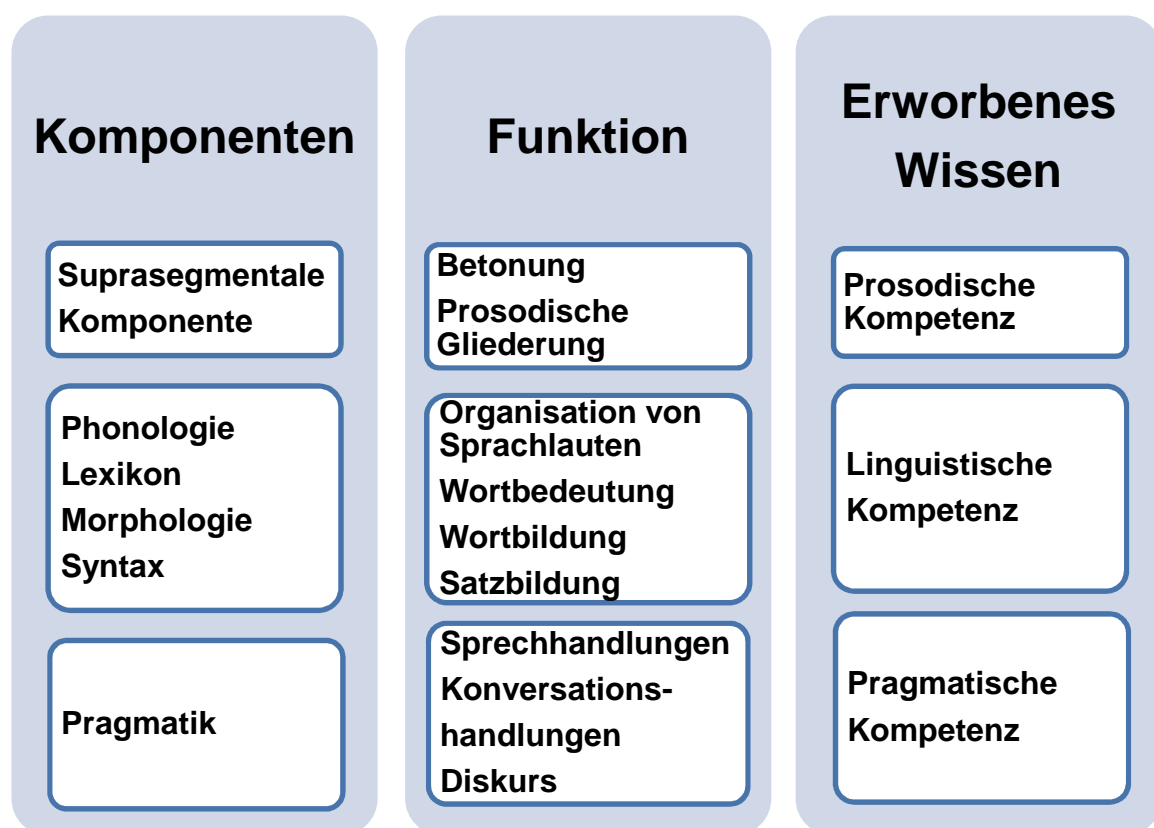 Komponenten
Suprasegmentale
Komponente
Phonologie
Lexikon
Morphologie
Syntax
Pragmatik
Funktion
Betonung
Prosodische
Gliederung
Organisation von
Sprachlauten
Wortbedeutung
Wortbildung
Satzbildung
Sprechhandlungen
Konversations-
handlungen
Diskurs
Erworbenes
Wissen
Prosodische
Kompetenz
Linguistische
Kompetenz
Pragmatische
Kompetenz